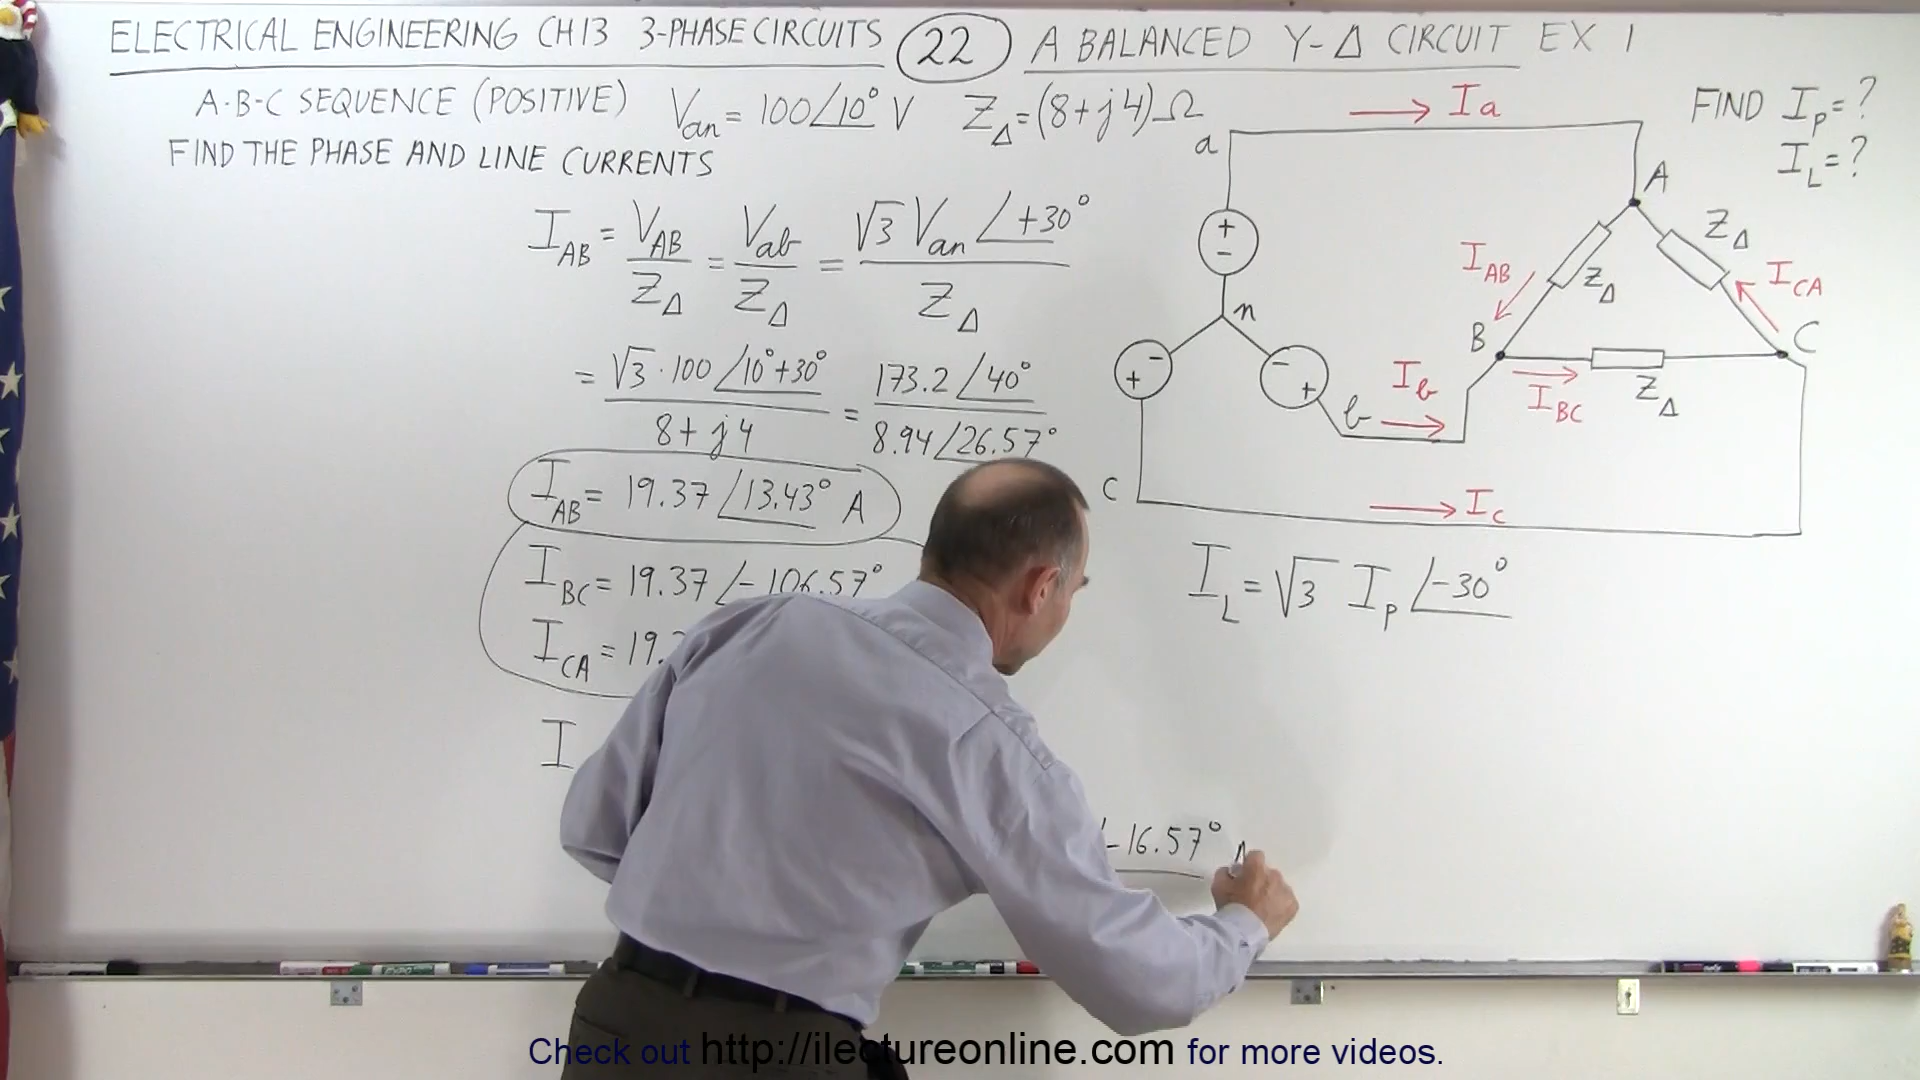 ELECTRICAL ENGINEERING CH13 3-PHASE CIRCUITS 22 A BALANCED Y-Δ CIRCUIT EX 1
A-B-C SEQUENCE (POSITIVE) Van = 100∠10° V ZΔ = (8+j4)Ω
FIND THE PHASE AND LINE CURRENTS
FIND IP = ?
IL = ?
IAB = VAB/ZΔ = Vab/ZΔ = √3 Van ∠+30° / ZΔ
= √3·100 ∠10°+30° / 8+j4 = 173.2 ∠40° / 8.94 ∠26.57°
IAB = 19.37 ∠13.43° A
IBC = 19.37 ∠-106.57°
ICA = 19.
I
-16.57°
Ia
a
A
ZΔ
IAB
ZΔ
ICA
n
B
C
Ib
IBC
ZΔ
b
c
Ic
+
-
-
+
-
+
IL = √3 IP ∠-30°
EXPO
Check out http://ilectureonline.com for more videos.